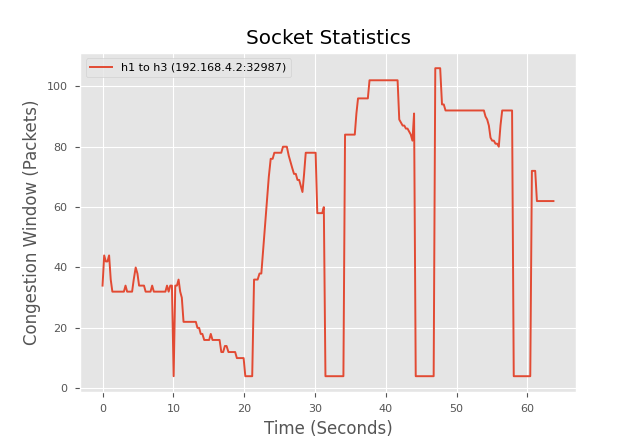 Socket Statistics
h1 to h3 (192.168.4.2:32987)
Congestion Window (Packets)
100
80
60
40
20
0
0 10 20 30 40 50 60
Time (Seconds)